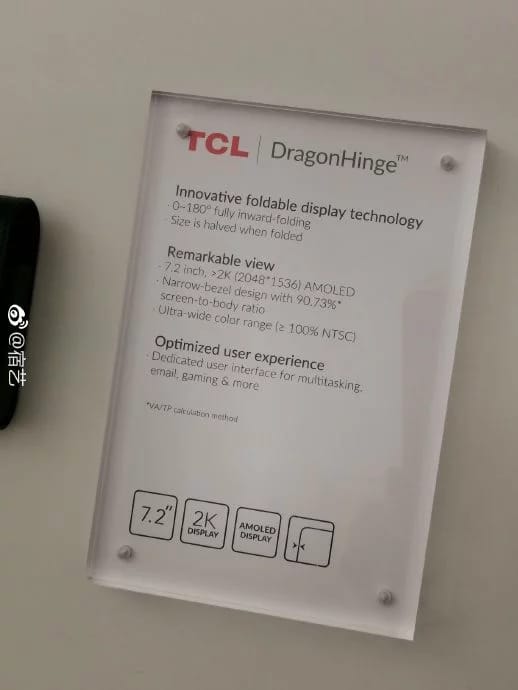 TCL | DragonHinge™
Innovative foldable display technology
· 0~180° fully inward-folding
· Size is halved when folded
Remarkable view
· 7.2 inch, >2K (2048*1536) AMOLED
· Narrow-bezel design with 90.73%*
screen-to-body ratio
· Ultra-wide color range (≥ 100% NTSC)
Optimized user experience
· Dedicated user interface for multitasking,
email, gaming & more
*VA/TP calculation method
7.2"
2K
DISPLAY
AMOLED
DISPLAY
@宿艺